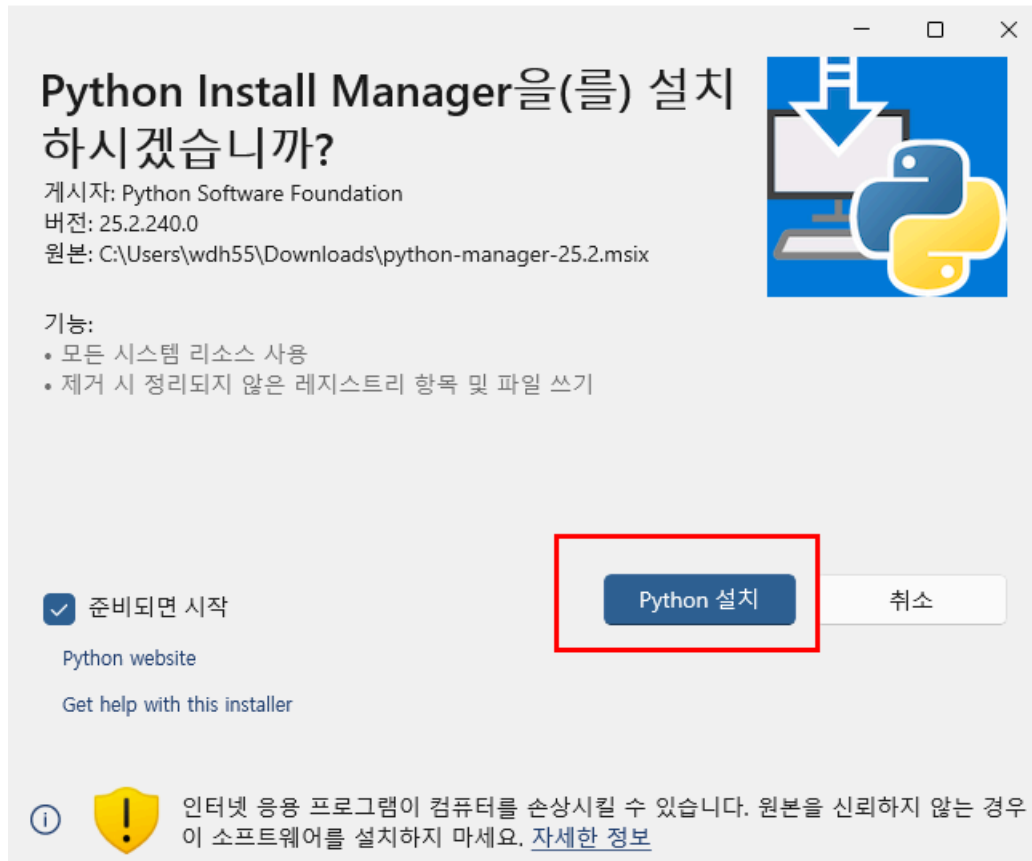 Python Install Manager을(를) 설치
하시겠습니까?
게시자: Python Software Foundation
버전: 25.2.240.0
원본: C:\Users\wdh55\Downloads\python-manager-25.2.msix
기능:
• 모든 시스템 리소스 사용
• 제거 시 정리되지 않은 레지스트리 항목 및 파일 쓰기
준비되면 시작
Python 설치
취소
Python website
Get help with this installer
인터넷 응용 프로그램이 컴퓨터를 손상시킬 수 있습니다. 원본을 신뢰하지 않는 경우
이 소프트웨어를 설치하지 마세요. 자세한 정보